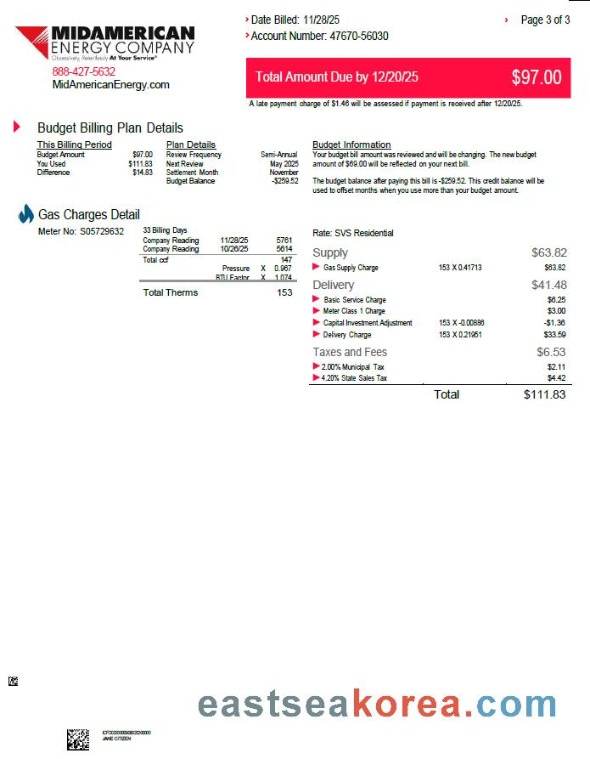 MIDAMERICAN
ENERGY COMPANY
Obsessively, Relentlessly At Your Service®
888-427-5632
MidAmericanEnergy.com
Date Billed: 11/28/25
Page 3 of 3
Account Number: 47670-56030
Total Amount Due by 12/20/25 $97.00
A late payment charge of $1.46 will be assessed if payment is received after 12/20/25.
Budget Billing Plan Details
This Billing Period
Budget Amount $97.00
You Used $111.83
Difference $14.83
Plan Details
Review Frequency Semi-Annual
Next Review May 2025
Settlement Month November
Budget Balance -$259.52
Budget Information
Your budget bill amount was reviewed and will be changing. The new budget
amount of $69.00 will be reflected on your next bill.
The budget balance after paying this bill is -$259.52. This credit balance will be
used to offset months when you use more than your budget amount.
Gas Charges Detail
Meter No: S05729632
33 Billing Days
Company Reading 11/28/25 5761
Company Reading 10/26/25 5614
Total ccf 147
Pressure X 0.967
BTU Factor X 1.074
Total Therms 153
Rate: SVS Residential
Supply $63.82
Gas Supply Charge 153 X 0.41713 $63.82
Delivery $41.48
Basic Service Charge $6.25
Meter Class 1 Charge $3.00
Capital Investment Adjustment 153 X -0.00886 -$1.36
Delivery Charge 153 X 0.21951 $33.59
Taxes and Fees $6.53
2.00% Municipal Tax $2.11
4.20% State Sales Tax $4.42
Total $111.83
eastseakorea.com
JANE CITIZEN